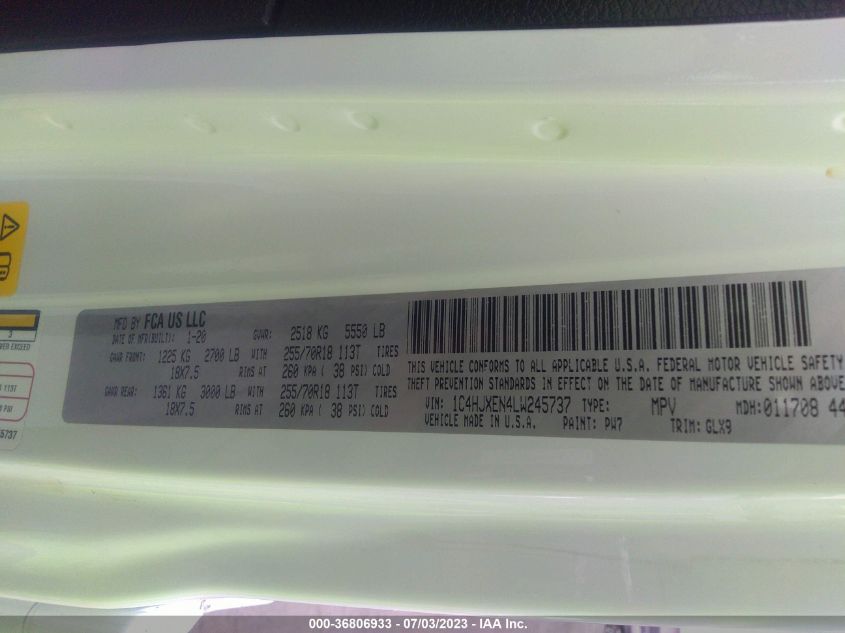 MFD BY FCA US LLC
DATE OF MFR(BUILT): 1-20 GVWR: 2518 KG 5550 LB
GAWR FRONT: 1225 KG 2700 LB WITH 255/70R18 113T TIRES
18X7.5 RIMS AT 260 KPA ( 38 PSI) COLD
GAWR REAR: 1361 KG 3000 LB WITH 255/70R18 113T TIRES
18X7.5 RIMS AT 260 KPA ( 38 PSI) COLD
THIS VEHICLE CONFORMS TO ALL APPLICABLE U.S.A. FEDERAL MOTOR VEHICLE SAFETY
THEFT PREVENTION STANDARDS IN EFFECT ON THE DATE OF MANUFACTURE SHOWN ABOVE
VIN: 1C4HJXEN4LW245737 TYPE: MPV MDH:011708 44
VEHICLE MADE IN U.S.A. PAINT: PW7 TRIM: GLX9
3
EXCEED
113T
PSI
5737
000-36806933 - 07/03/2023 - IAA Inc.